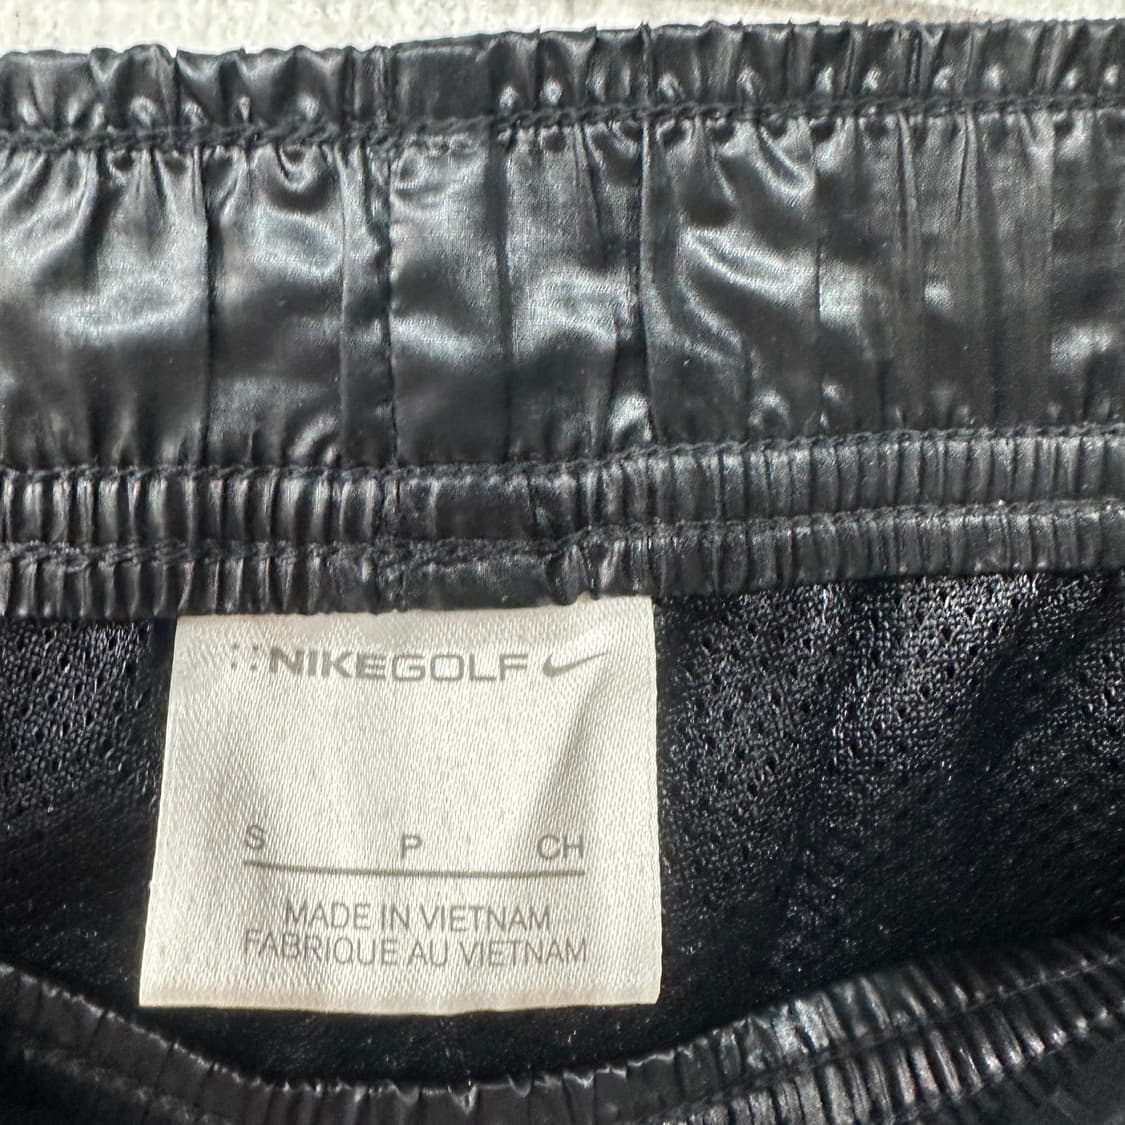 NIKEGOLF
S P CH
MADE IN VIETNAM
FABRIQUE AU VIETNAM